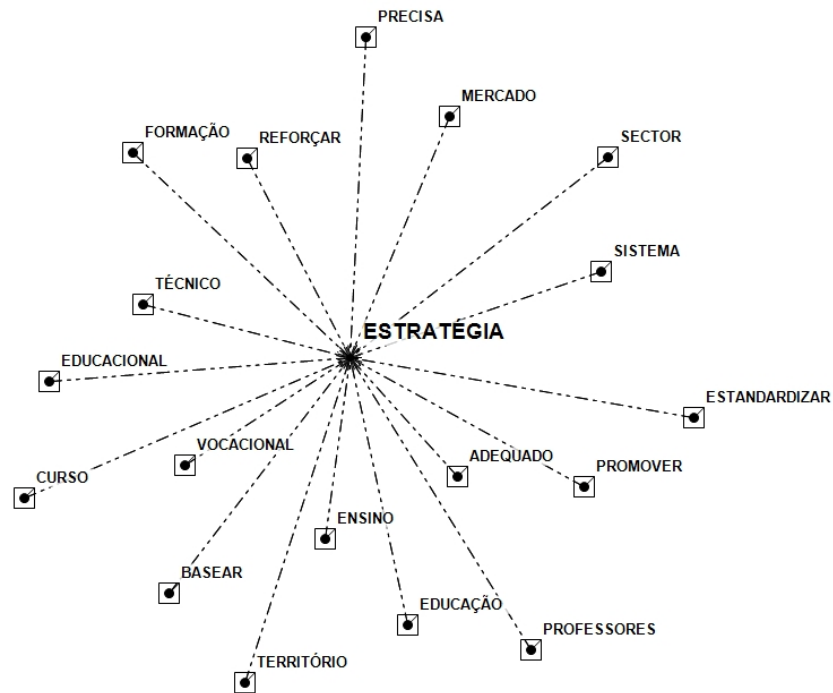 PRECISA
MERCADO
FORMAÇÃO
REFORÇAR
SECTOR
SISTEMA
TÉCNICO
ESTRATÉGIA
EDUCACIONAL
ESTANDARDIZAR
VOCACIONAL
ADEQUADO
CURSO
PROMOVER
ENSINO
BASEAR
EDUCAÇÃO
PROFESSORES
TERRITÓRIO